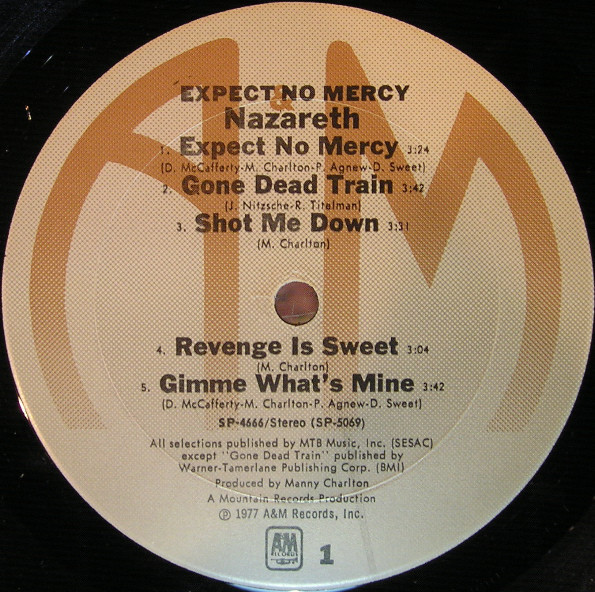 EXPECT NO MERCY
Nazareth
1. Expect No Mercy 3:24
(D. McCafferty-M. Charlton-P. Agnew-D. Sweet)
2. Gone Dead Train 3:42
(J. Nitzsche-R. Titelman)
3. Shot Me Down 3:31
(M. Charlton)
4. Revenge Is Sweet 3:04
(M. Charlton)
5. Gimme What's Mine 3:42
(D. McCafferty-M. Charlton-P. Agnew-D. Sweet)
SP-4666/Stereo (SP-5069)
All selections published by MTB Music, Inc. (SESAC)
except "Gone Dead Train" published by
Warner-Tamerlane Publishing Corp. (BMI)
Produced by Manny Charlton
A Mountain Records Production
℗ 1977 A&M Records, Inc.
A&M
RECORDS
1